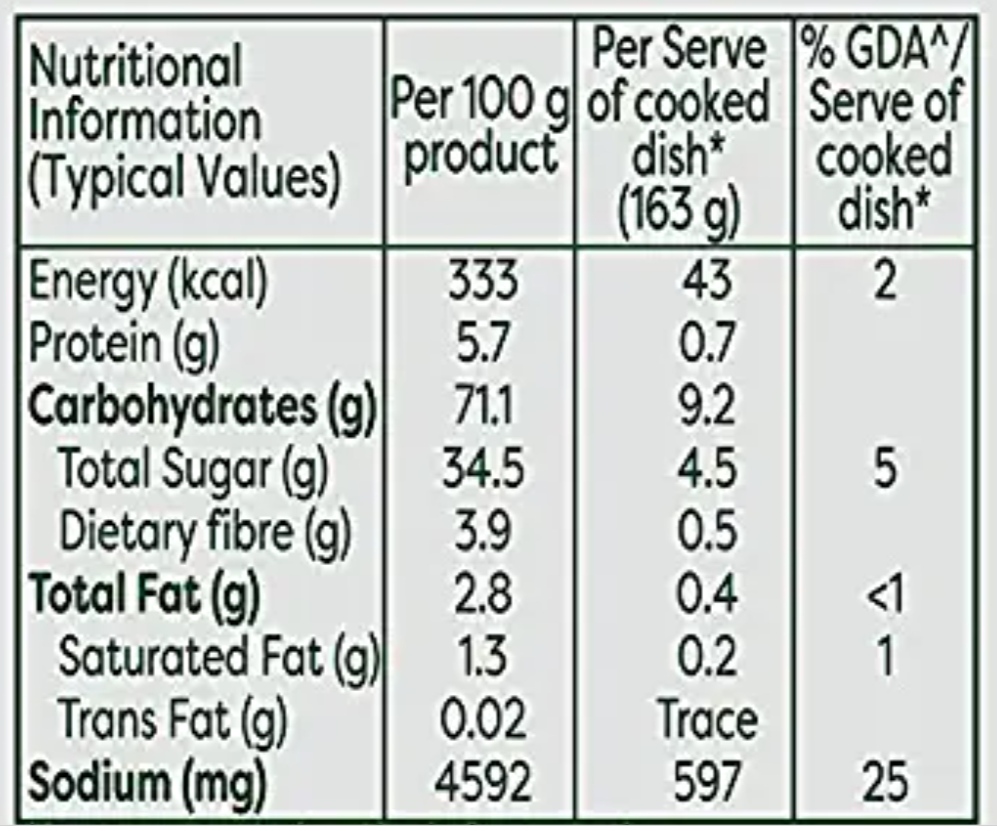 Nutritional Information (Typical Values) | Per 100 g product | Per Serve of cooked dish* (163 g) | % GDA^/ Serve of cooked dish*
Energy (kcal) 333 43 2
Protein (g) 5.7 0.7
Carbohydrates (g) 71.1 9.2
Total Sugar (g) 34.5 4.5 5
Dietary fibre (g) 3.9 0.5
Total Fat (g) 2.8 0.4 <1
Saturated Fat (g) 1.3 0.2 1
Trans Fat (g) 0.02 Trace
Sodium (mg) 4592 597 25